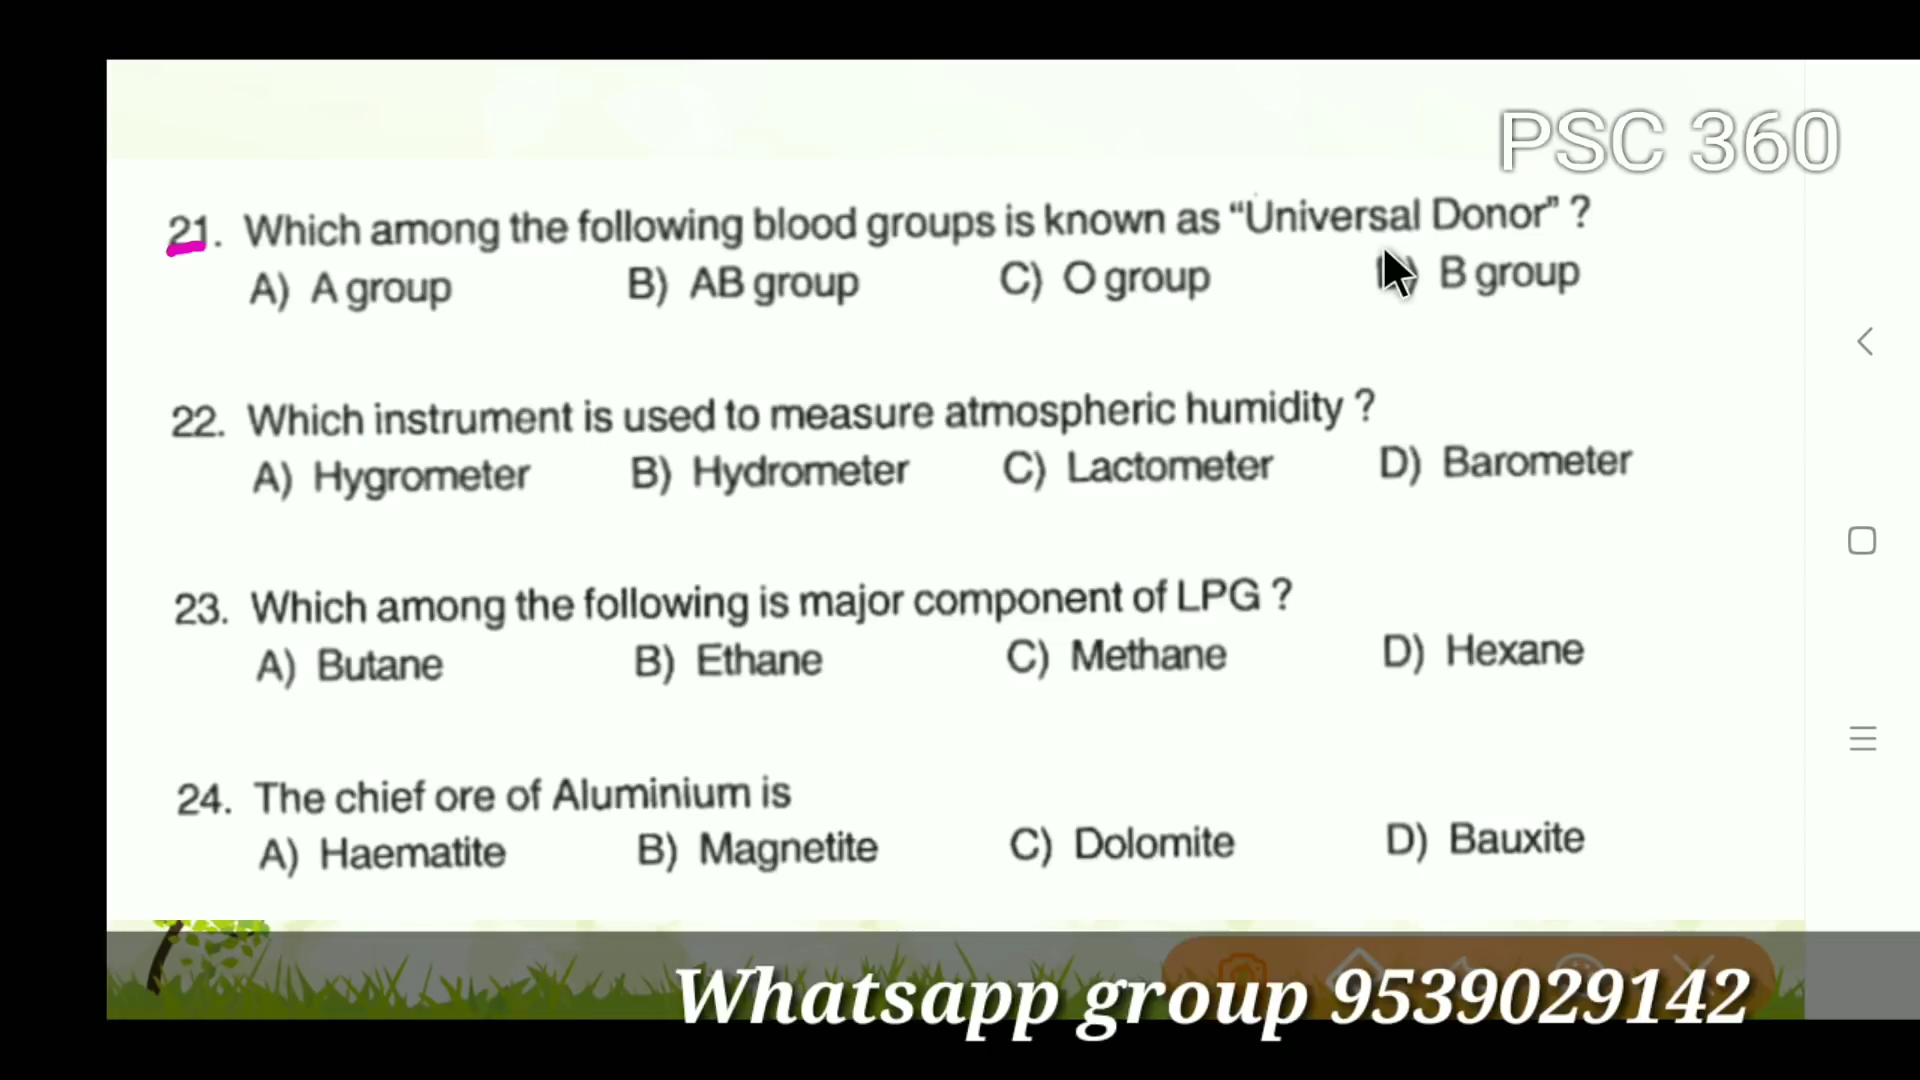 PSC 360
21. Which among the following blood groups is known as “Universal Donor” ?
A) A group B) AB group C) O group B group
22. Which instrument is used to measure atmospheric humidity ?
A) Hygrometer B) Hydrometer C) Lactometer D) Barometer
23. Which among the following is major component of LPG ?
A) Butane B) Ethane C) Methane D) Hexane
24. The chief ore of Aluminium is
A) Haematite B) Magnetite C) Dolomite D) Bauxite
Whatsapp group 9539029142